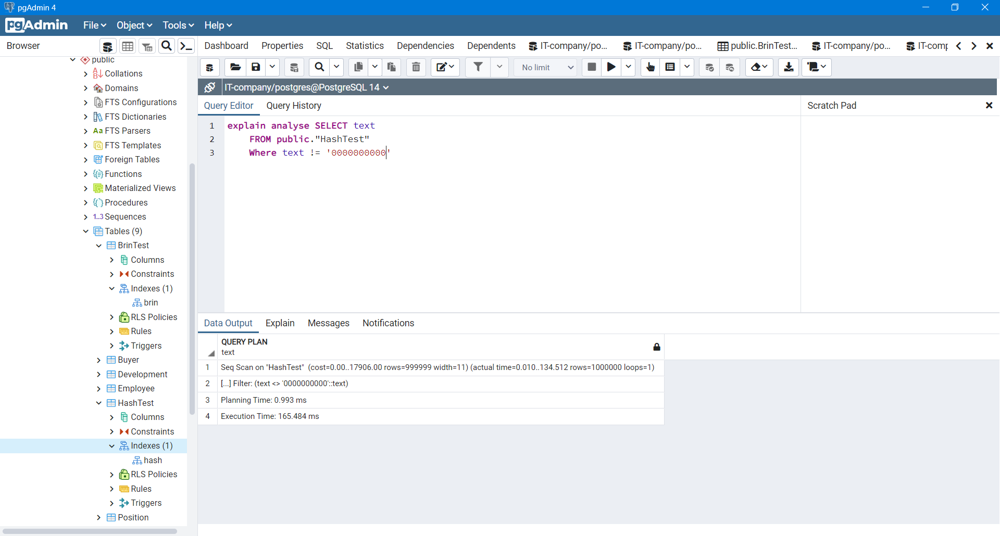 pgAdmin 4
pgAdmin File Object Tools Help
Browser
Dashboard Properties SQL Statistics Dependencies Dependents IT-company/po... IT-company/po... public.BrinTest... IT-company/po... IT-comp
public
Collations
Domains
FTS Configurations
FTS Dictionaries
Aa FTS Parsers
FTS Templates
Foreign Tables
Functions
Materialized Views
Procedures
1..3 Sequences
Tables (9)
BrinTest
Columns
Constraints
Indexes (1)
brin
RLS Policies
Rules
Triggers
Buyer
Development
Employee
HashTest
Columns
Constraints
Indexes (1)
hash
RLS Policies
Rules
Triggers
Position
No limit
IT-company/postgres@PostgreSQL 14
Query Editor Query History
Scratch Pad
1 explain analyse SELECT text
2 FROM public."HashTest"
3 Where text != '0000000000'
Data Output Explain Messages Notifications
QUERY PLAN
text
1 Seq Scan on "HashTest" (cost=0.00..17906.00 rows=999999 width=11) (actual time=0.010..134.512 rows=1000000 loops=1)
2 [...] Filter: (text <> '0000000000'::text)
3 Planning Time: 0.993 ms
4 Execution Time: 165.484 ms